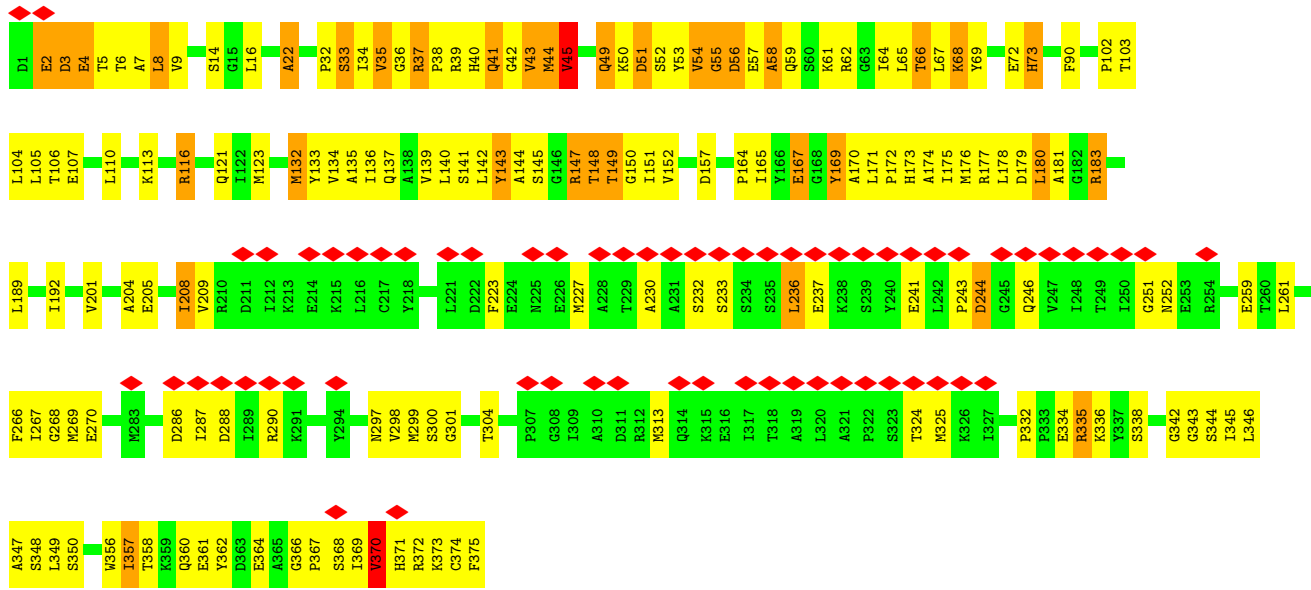 D1 E2 D3 E4 T5 T6 A7 L8 V9 S14 G15 L16 A22 P32 S33 I34 V35 G36 R37 P38 R39 H40 Q41 G42 V43 M44 V45 Q49 K50 D51 S52 Y53 V54 G55 D56 E57 A58 Q59 S60 K61 R62 G63 I64 L65 T66 L67 K68 Y69 E72 H73 F90 P102 T103
L104 L105 T106 E107 L110 K113 R116 Q121 I122 M123 M132 Y133 V134 A135 I136 Q137 A138 V139 L140 S141 L142 Y143 A144 S145 G146 R147 T148 T149 G150 I151 V152 D157 P164 I165 Y166 E167 G168 Y169 A170 L171 P172 H173 A174 I175 M176 R177 L178 D179 L180 A181 G182 R183
L189 I192 V201 A204 E205 I208 V209 R210 D211 I212 K213 E214 K215 L216 C217 Y218 L221 D222 F223 E224 N225 E226 M227 A228 T229 A230 A231 S232 S233 S234 S235 L236 E237 K238 S239 Y240 E241 L242 P243 D244 G245 Q246 V247 I248 T249 I250 G251 N252 E253 R254 E259 T260 L261
F266 I267 G268 M269 E270 M283 D286 I287 D288 I289 R290 K291 Y294 N297 V298 M299 S300 G301 T304 P307 G308 I309 A310 D311 R312 M313 Q314 K315 E316 I317 T318 A319 L320 A321 P322 S323 T324 M325 K326 I327 P332 P333 E334 R335 K336 Y337 S338 G342 G343 S344 I345 L346
A347 S348 L349 S350 W356 I357 T358 K359 Q360 E361 Y362 D363 E364 A365 G366 P367 S368 I369 V370 H371 R372 K373 C374 F375